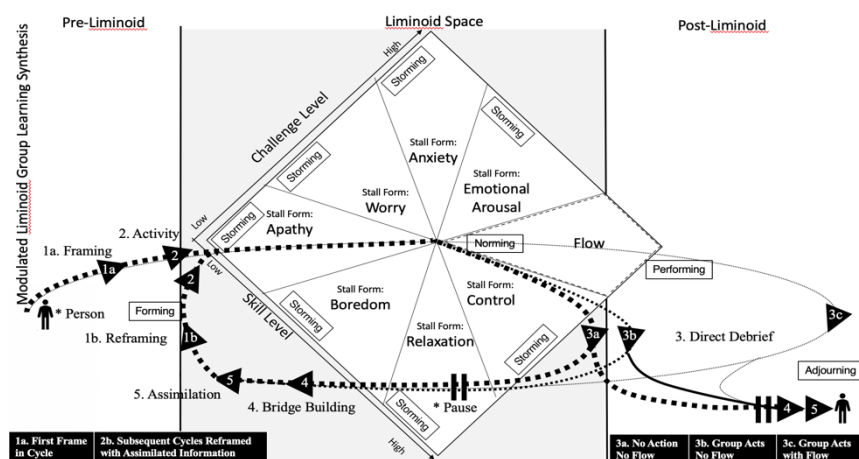 Pre-Liminoid
Liminoid Space
Post-Liminoid
Modulated Liminoid Group Learning Synthesis
High
Challenge Level
Low
Storming
Storming
Storming
Storming
Stall Form:
Anxiety
Stall Form:
Worry
Stall Form:
Emotional
Arousal
Stall Form:
Apathy
2. Activity
1a. Framing
1a
2
2
* Person
Forming
1b. Reframing
1b
Low
Skill Level
High
Norming
Flow
Performing
Stall Form:
Boredom
Stall Form:
Control
Stall Form:
Relaxation
Storming
Storming
Storming
3a
3b
3c
3. Direct Debrief
Adjourning
5
4
5. Assimilation
4. Bridge Building
* Pause
4
5
1a. First Frame
in Cycle
2b. Subsequent Cycles Reframed
with Assimilated Information
3a. No Action
No Flow
3b. Group Acts
No Flow
3c. Group Acts
with Flow